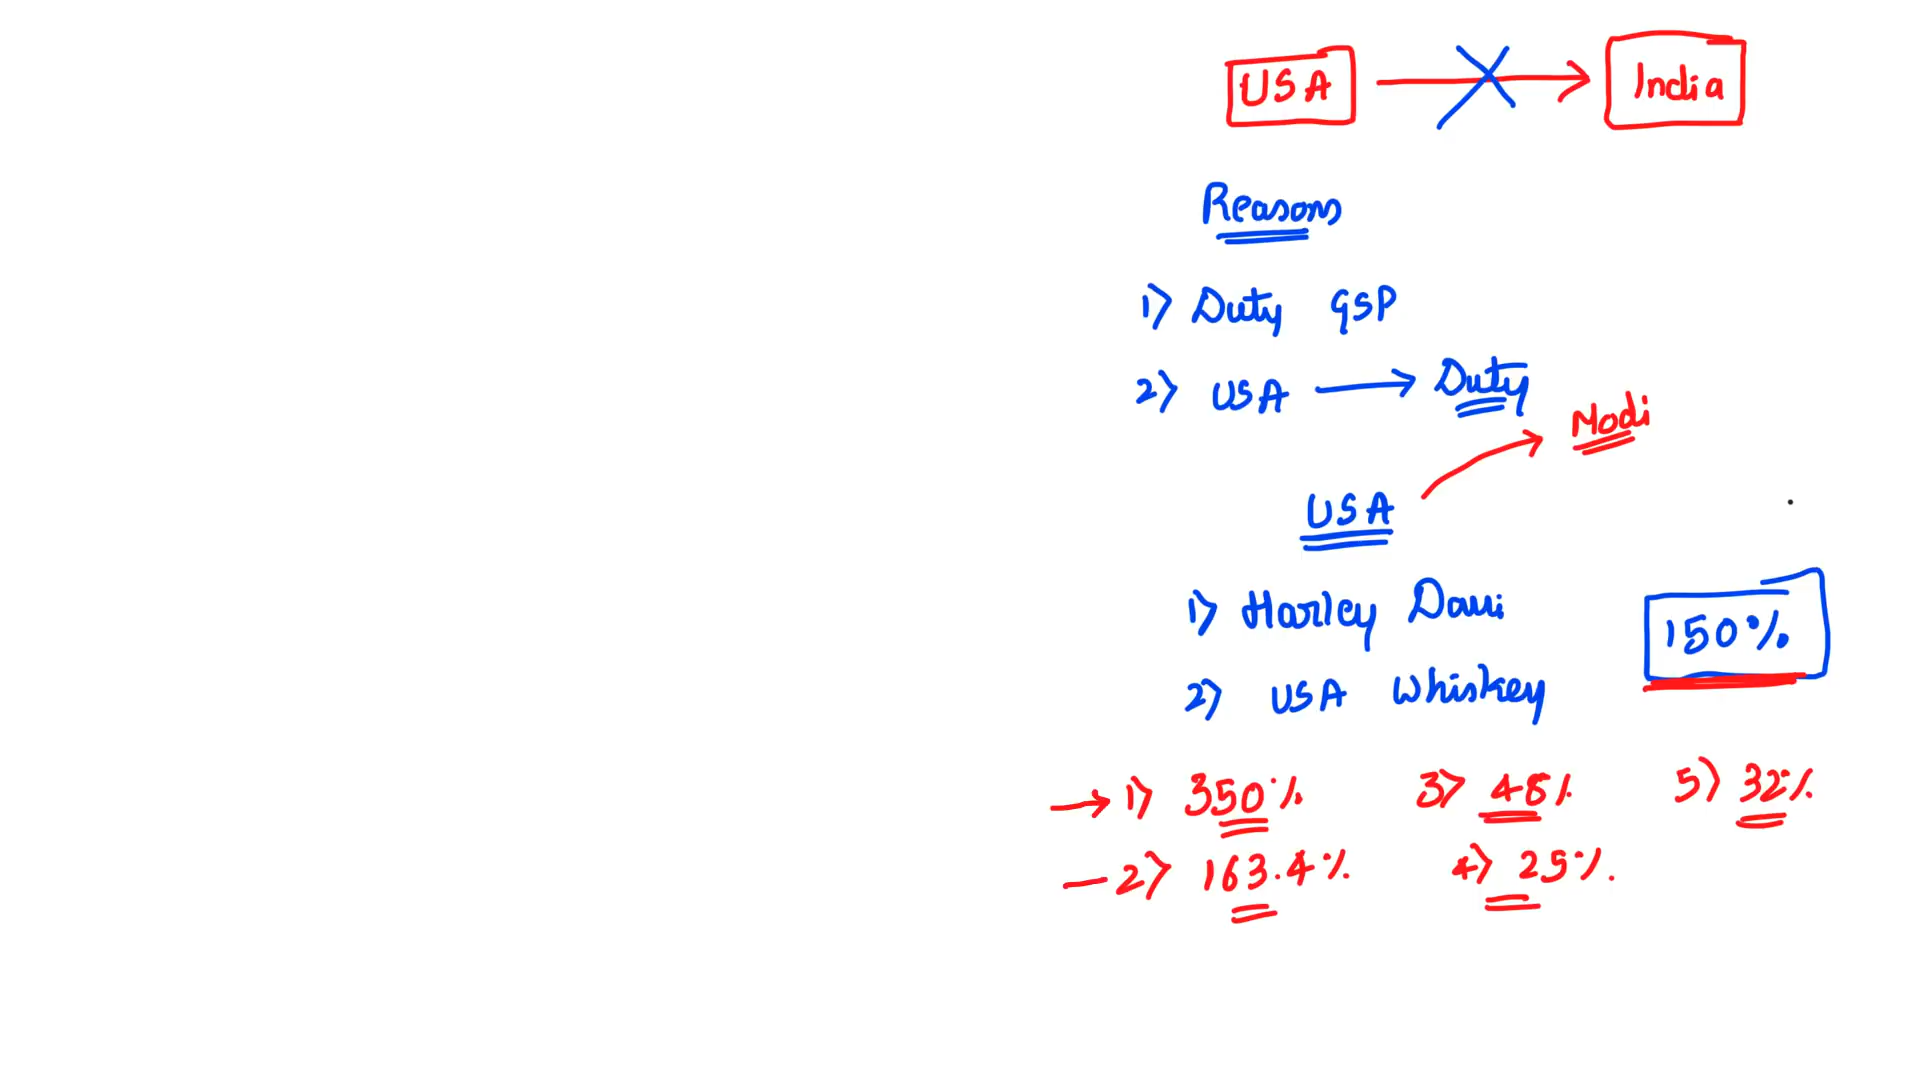 USA → India
Reasons
1) Duty GSP
2) USA → Duty
Modi
USA
1) Harley Davi
150%
2) USA Whiskey
→ 1) 350% 3) 48% 5) 32%
— 2) 163.4% 4) 25%.